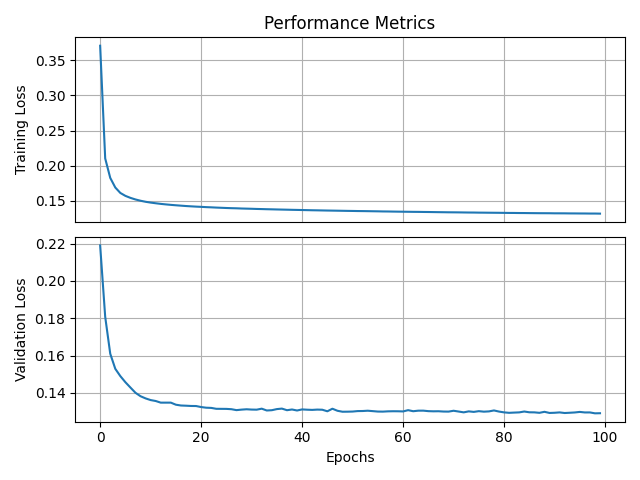 Performance Metrics
Training Loss
0.35
0.30
0.25
0.20
0.15
Validation Loss
0.22
0.20
0.18
0.16
0.14
0 20 40 60 80 100
Epochs